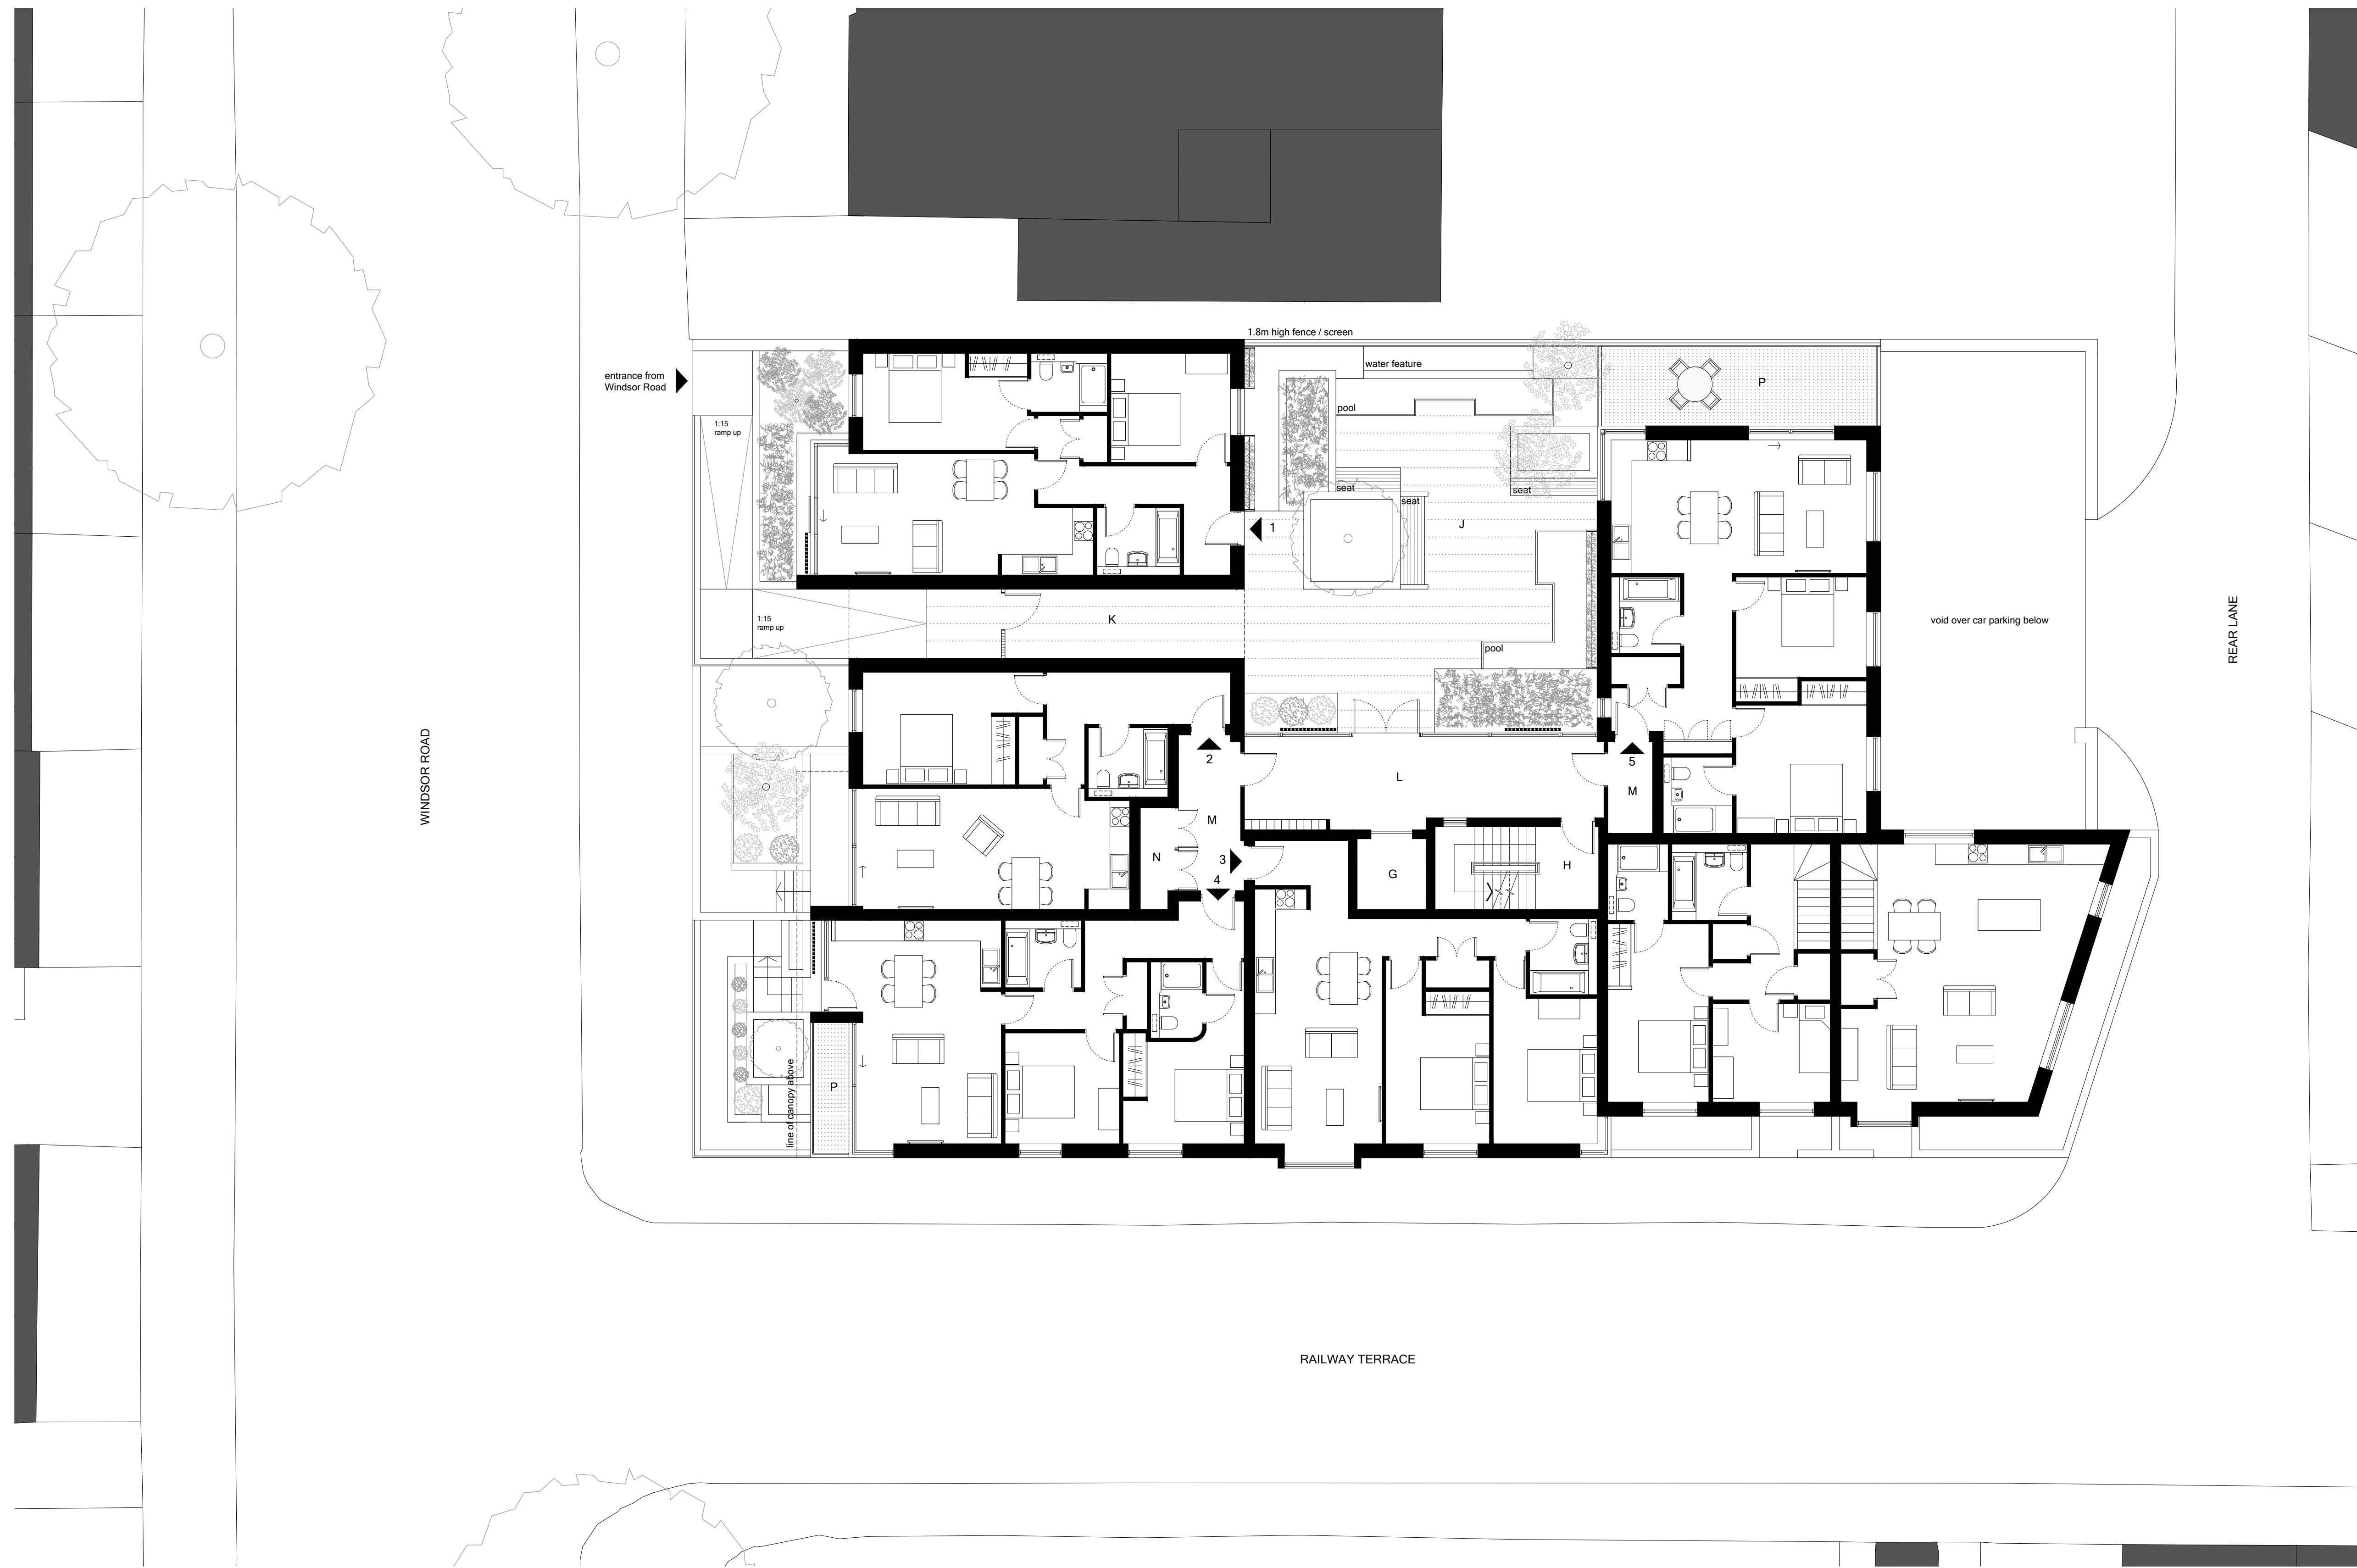 1.8m high fence / screen
entrance from
Windsor Road
water feature
P
pool
1:15
ramp up
seat
seat
seat
J
1
1:15
ramp up
K
void over car parking below
REAR LANE
pool
WINDSOR ROAD
2
5
L
M
M
N
3
4
G
H
P
line of canopy above
RAILWAY TERRACE